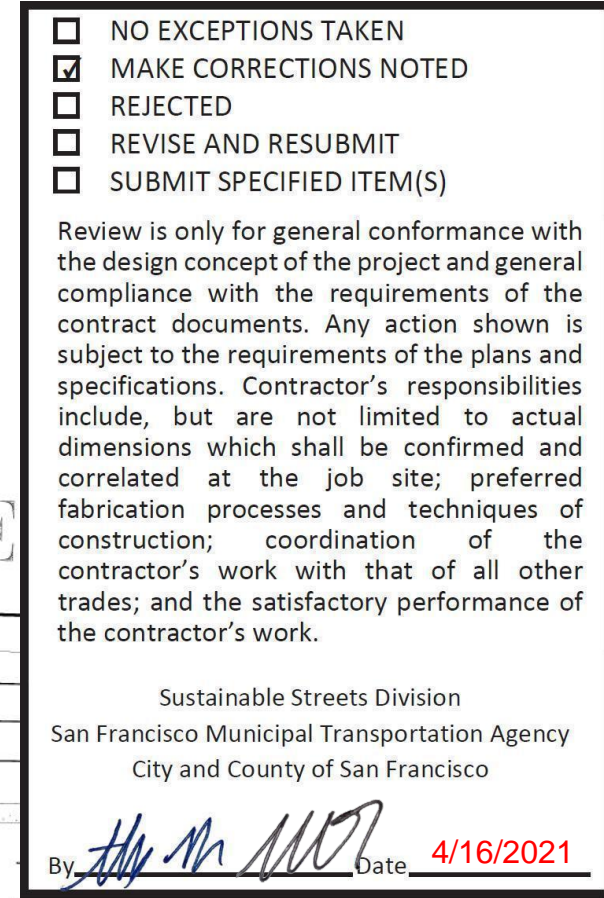 NO EXCEPTIONS TAKEN
MAKE CORRECTIONS NOTED
REJECTED
REVISE AND RESUBMIT
SUBMIT SPECIFIED ITEM(S)
Review is only for general conformance with
the design concept of the project and general
compliance with the requirements of the
contract documents. Any action shown is
subject to the requirements of the plans and
specifications. Contractor's responsibilities
include, but are not limited to actual
dimensions which shall be confirmed and
correlated at the job site; preferred
fabrication processes and techniques of
construction; coordination of the
contractor's work with that of all other
trades; and the satisfactory performance of
the contractor's work.
Sustainable Streets Division
San Francisco Municipal Transportation Agency
City and County of San Francisco
By Date 4/16/2021